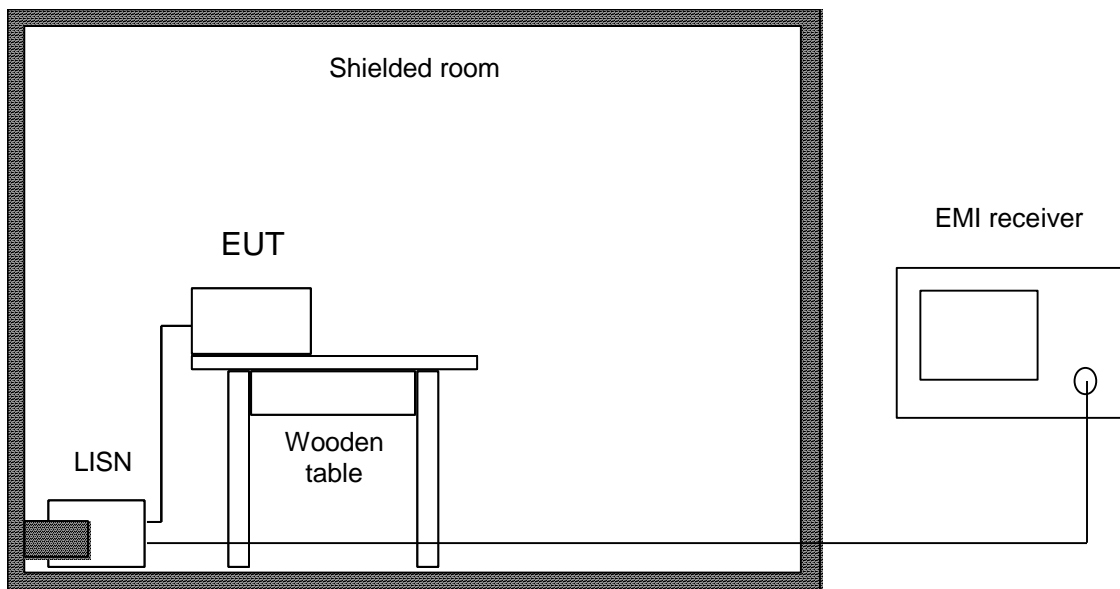 Shielded room
EMI receiver
EUT
Wooden
table
LISN